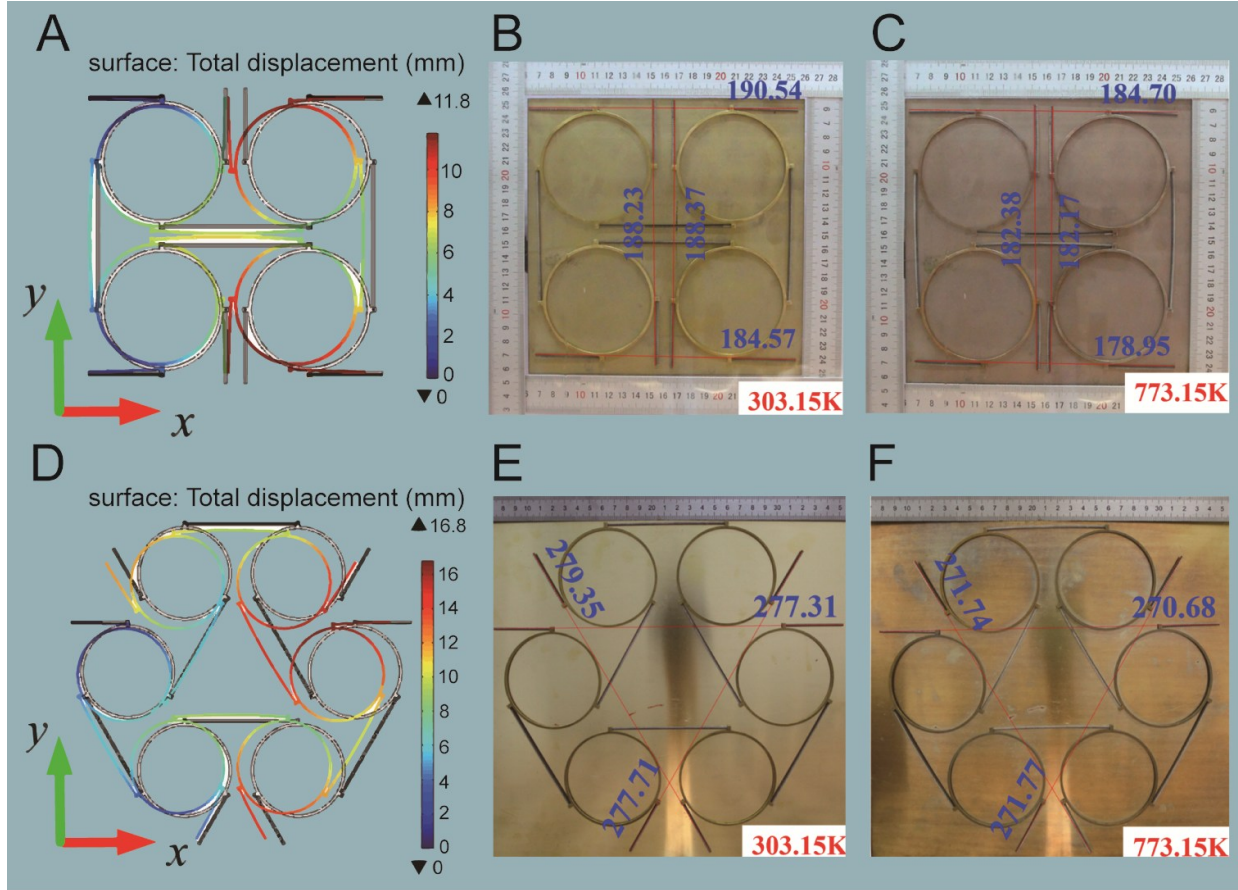 A
surface: Total displacement (mm)
▲ 11.8
10
8
6
4
2
0
▼ 0
y
x
B
190.54
188.23
188.37
184.57
303.15K
C
184.70
182.38
182.17
178.95
773.15K
D
surface: Total displacement (mm)
▲ 16.8
16
14
12
10
8
6
4
2
0
▼ 0
y
x
E
279.35
277.31
277.71
303.15K
F
271.74
270.68
271.77
773.15K